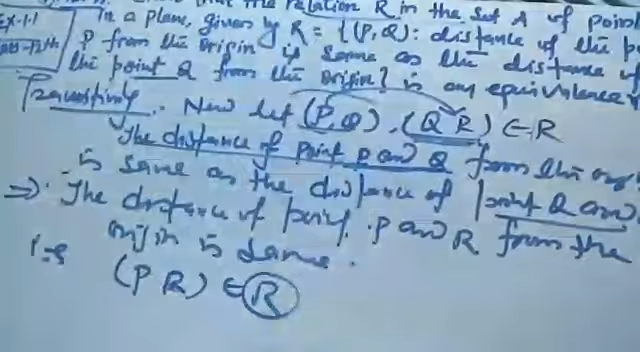 that the relation R in the set A of point
Ex-1.1 In a plane, given by R = {(P, Q): distance of the p
12th P from the origin is same as the distance of
the point Q from the origin} is an equivalence
Transitivity. Now let (P, Q), (Q R) ∈ R
The distance of point P and Q from the
is same as the distance of point Q and
⇒ The distance of point P and R from the
origin is same.
i.e (P R) ∈ R